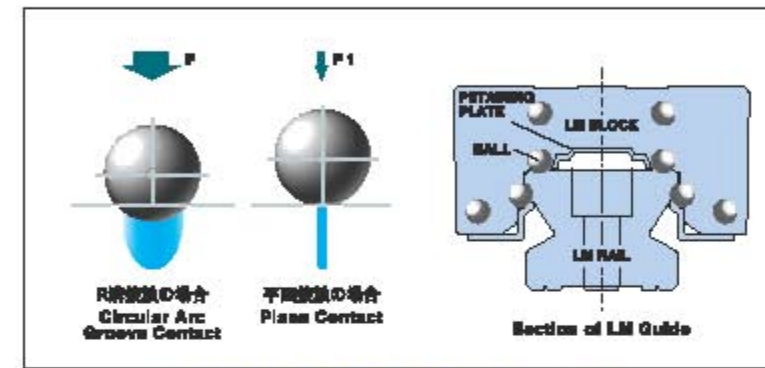 P
P1
R溝接触の場合
Circular Arc
Groove Contact
平面接触の場合
Plane Contact
RETAINING
PLATE
LM BLOCK
BALL
LM RAIL
Section of LM Guide